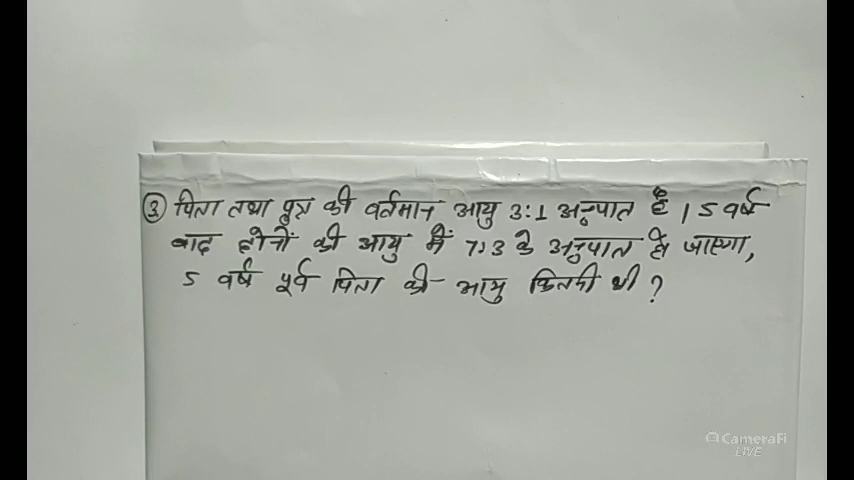 ③ पिता तथा पुत्र की वर्तमान आयु 3:1 अनुपात है । 5 वर्ष
बाद दोनों की आयु में 7:3 के अनुपात हो जाएगा,
5 वर्ष पूर्व पिता की आयु कितनी थी ?
CameraFi
LIVE